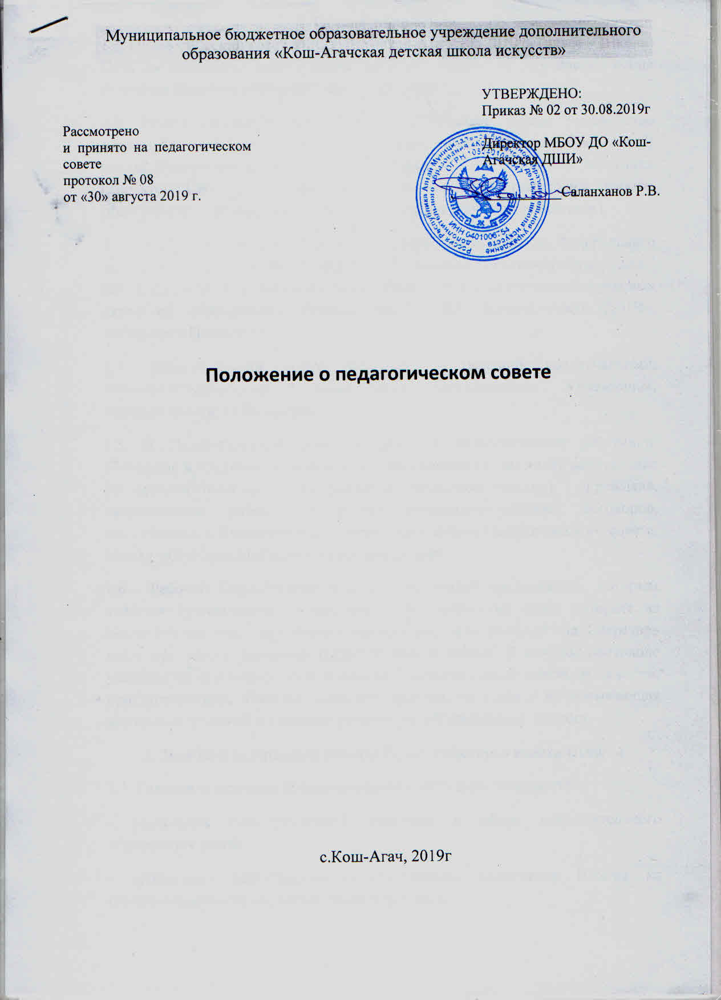 Муниципальное бюджетное образовательное учреждение дополнительного
образования «Кош-Агачская детская школа искусств»
УТВЕРЖДЕНО:
Приказ № 02 от 30.08.2019г
Рассмотрено
и принято на педагогическом
совете
протокол № 08
от «30» августа 2019 г.
Директор МБОУ ДО «Кош-
Агачская ДШИ»
Саланханов Р.В.
ИНН 0401006754
Положение о педагогическом совете
с.Кош-Агач, 2019г